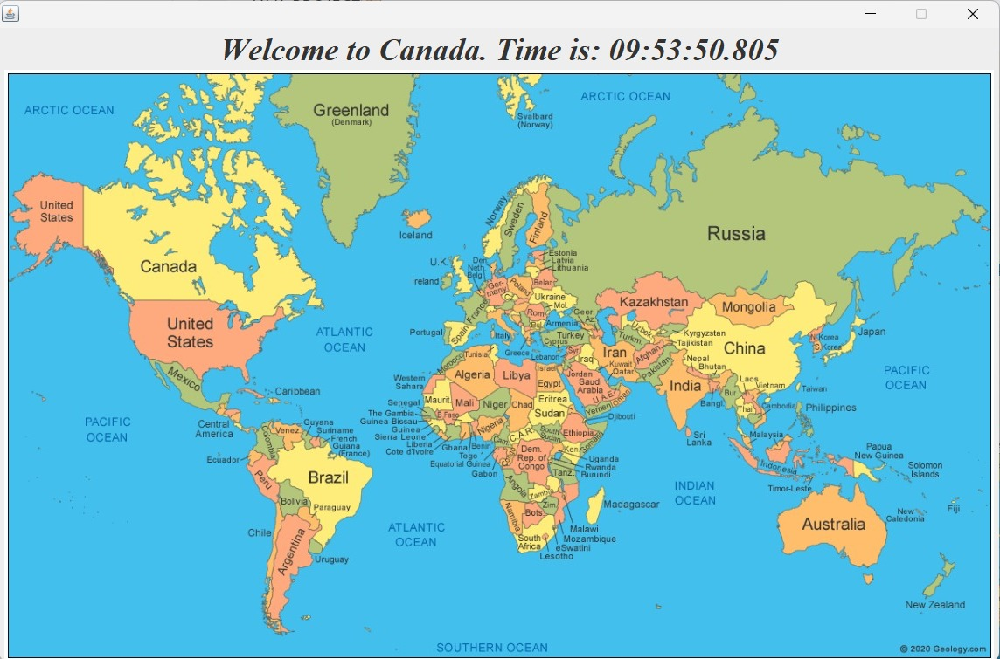 Welcome to Canada. Time is: 09:53:50.805
ARCTIC OCEAN
ARCTIC OCEAN
Greenland
(Denmark)
Svalbard
(Norway)
United
States
Canada
Iceland
Norway
Sweden
Finland
Russia
U.K.
Ireland
Den.
Neth.
Belg.
Estonia
Latvia
Lithuania
Ger-
many
Poland
Belar.
Ukraine
Mol.
Rom.
Bul.
France
Spain
Portugal
Italy
Greece
Geor.
Az.
Armenia
Turkey
Cyprus
Lebanon
Kazakhstan
Mongolia
Uzbek.
Turkm.
Kyrgyzstan
Tajikistan
China
N. Korea
S. Korea
Japan
United
States
ATLANTIC
OCEAN
Mexico
Caribbean
Central
America
PACIFIC
OCEAN
PACIFIC
OCEAN
Morocco
Tunisia
Algeria
Libya
Israel
Egypt
Western
Sahara
Syr.
Iraq
Iran
Jordan
Kuwait
Qatar
Saudi
Arabia
U.A.E.
Oman
Yemen
Afghan.
Pakistan
Nepal
Bhutan
India
Bangl.
Bur.
Laos
Vietnam
Taiwan
Thai.
Cambodia
Philippines
Malaysia
Sri
Lanka
Maurit.
Mali
Niger
Chad
Eritrea
Sudan
Senegal
The Gambia
Guinea-Bissau
Guinea
Sierra Leone
Liberia
Cote d'Ivoire
B Faso
Ghana
Togo
Benin
Nigeria
Cam.
C.A.R.
South
Sudan
Ethiopia
Djibouti
Somalia
Equatorial Guinea
Gabon
Dem.
Rep. of
Congo
Ken.
Uganda
Rwanda
Burundi
Tanz.
Angola
Zambia
Zim.
Namibia
Bots.
South
Africa
Malawi
Mozambique
eSwatini
Lesotho
Madagascar
Guyana
Suriname
French
Guiana
(France)
Venez.
Colombia
Ecuador
Peru
Brazil
Bolivia
Paraguay
Chile
Argentina
Uruguay
ATLANTIC
OCEAN
INDIAN
OCEAN
Indonesia
Timor-Leste
Papua
New Guinea
Solomon
Islands
Australia
New
Caledonia
Fiji
New Zealand
SOUTHERN OCEAN
© 2020 Geology.com